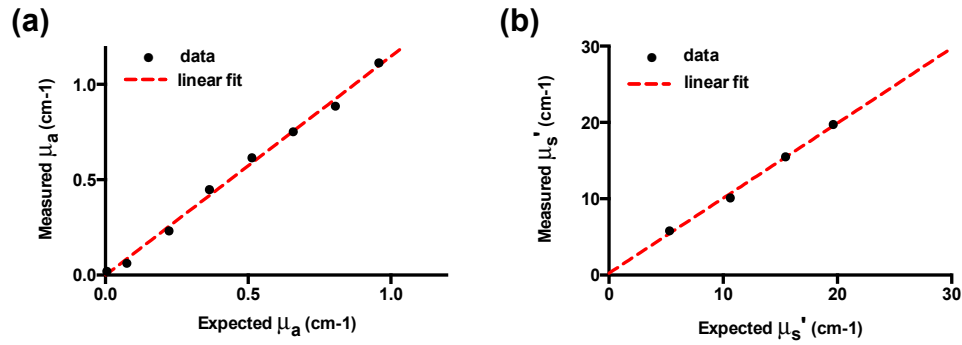 (a)
data
linear fit
1.0
0.5
0.0
Measured μa (cm-1)
0.0 0.5 1.0
Expected μa (cm-1)
(b)
data
linear fit
30
20
10
0
Measured μs' (cm-1)
0 10 20 30
Expected μs' (cm-1)